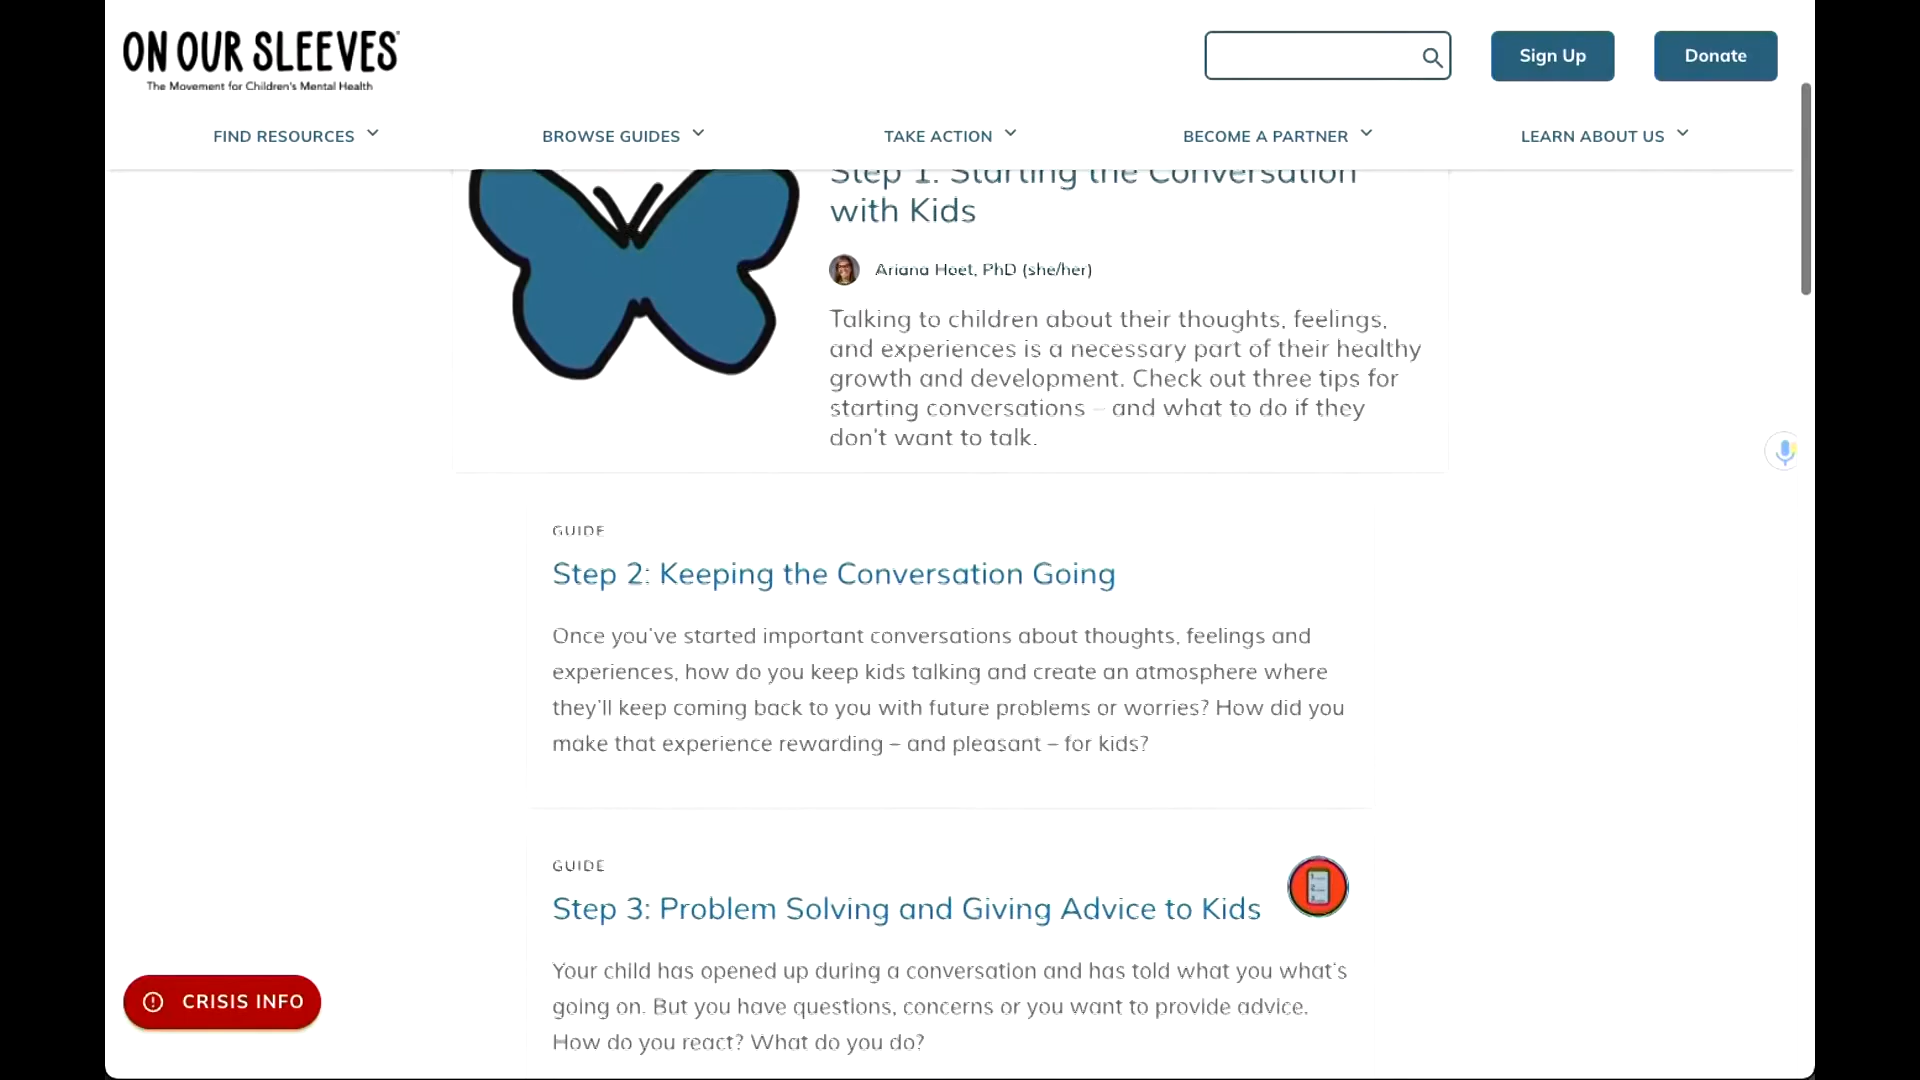 ON OUR SLEEVES
The Movement for Children's Mental Health
Sign Up
Donate
FIND RESOURCES
BROWSE GUIDES
TAKE ACTION
BECOME A PARTNER
LEARN ABOUT US
Step 1: Starting the Conversation
with Kids
Ariana Hoet, PhD (she/her)
Talking to children about their thoughts, feelings,
and experiences is a necessary part of their healthy
growth and development. Check out three tips for
starting conversations – and what to do if they
don't want to talk.
GUIDE
Step 2: Keeping the Conversation Going
Once you've started important conversations about thoughts, feelings and
experiences, how do you keep kids talking and create an atmosphere where
they'll keep coming back to you with future problems or worries? How did you
make that experience rewarding – and pleasant – for kids?
GUIDE
Step 3: Problem Solving and Giving Advice to Kids
Your child has opened up during a conversation and has told what you what's
going on. But you have questions, concerns or you want to provide advice.
How do you react? What do you do?
CRISIS INFO